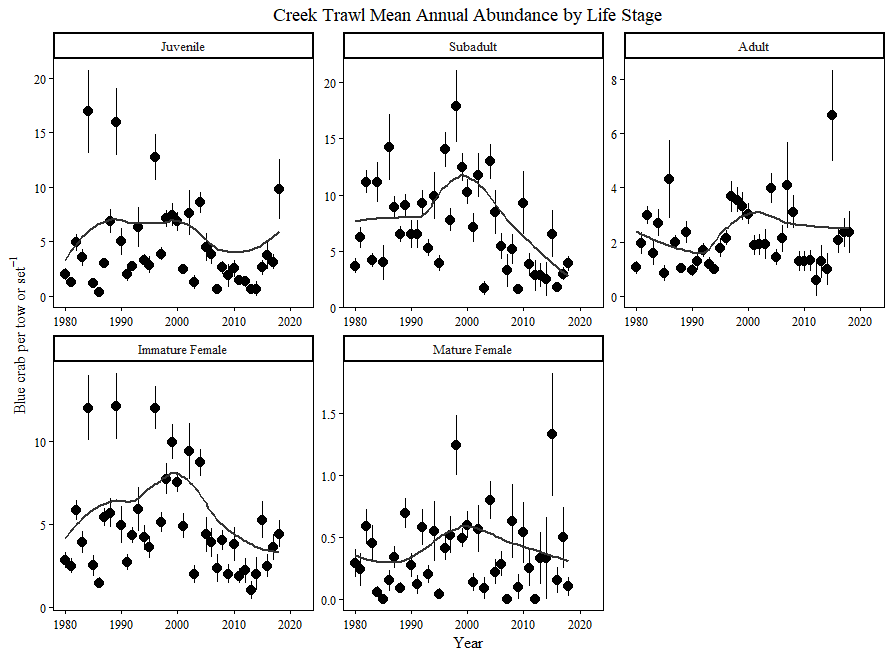 Creek Trawl Mean Annual Abundance by Life Stage
Juvenile
Subadult
Adult
20
15
10
5
0
1980 1990 2000 2010 2020
20
15
10
5
0
1980 1990 2000 2010 2020
8
6
4
2
0
1980 1990 2000 2010 2020
Blue crab per tow or set⁻¹
Immature Female
Mature Female
10
5
0
1980 1990 2000 2010 2020
1.5
1.0
0.5
0.0
1980 1990 2000 2010 2020
Year